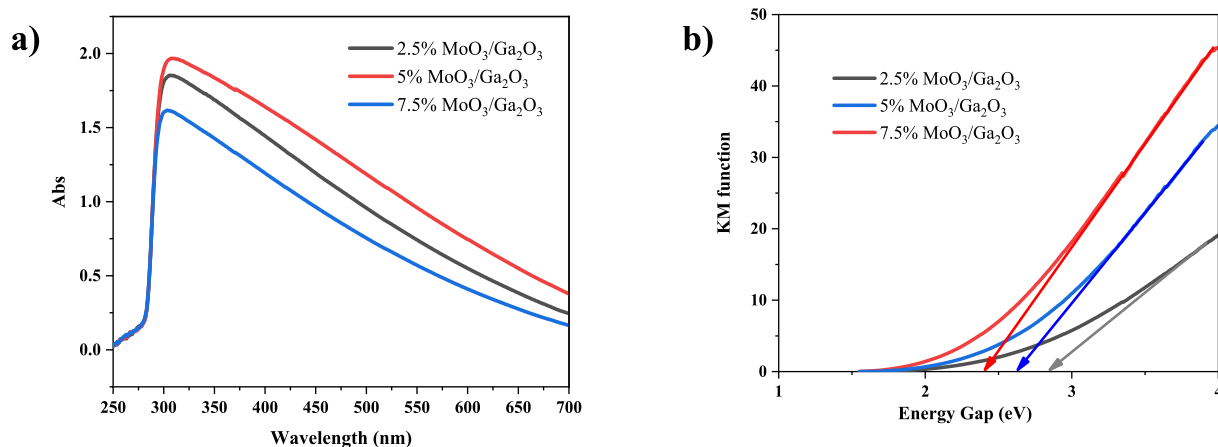 a)
2.5% MoO₃/Ga₂O₃
5% MoO₃/Ga₂O₃
7.5% MoO₃/Ga₂O₃
2.0
1.5
1.0
0.5
0.0
Abs
250 300 350 400 450 500 550 600 650 700
Wavelength (nm)
b)
2.5% MoO₃/Ga₂O₃
5% MoO₃/Ga₂O₃
7.5% MoO₃/Ga₂O₃
50
40
30
20
10
0
KM function
1 2 3 4
Energy Gap (eV)